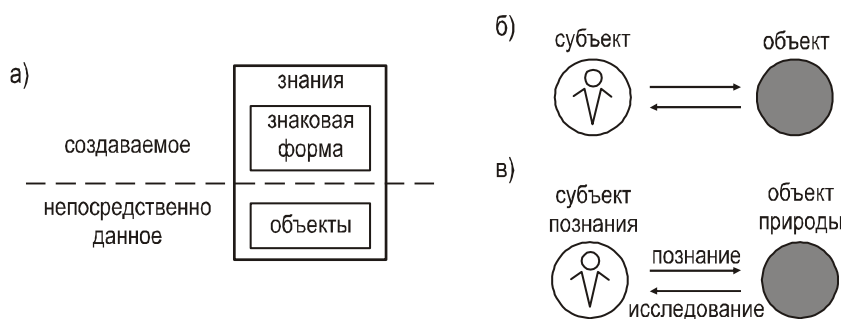 а)
знания
знаковая
форма
создаваемое
непосредственно
данное
объекты
б)
субъект
объект
в)
субъект
познания
объект
природы
познание
исследование